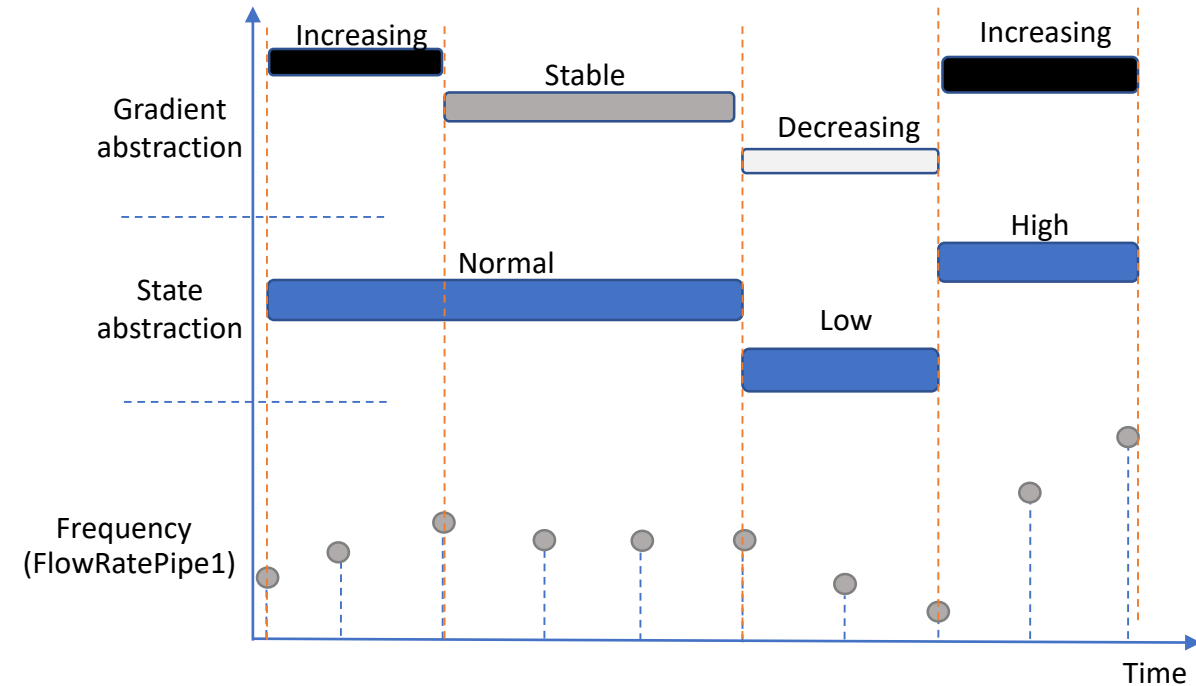 Increasing
Increasing
Stable
Gradient
abstraction
Decreasing
High
Normal
State
abstraction
Low
Frequency
(FlowRatePipe1)
Time